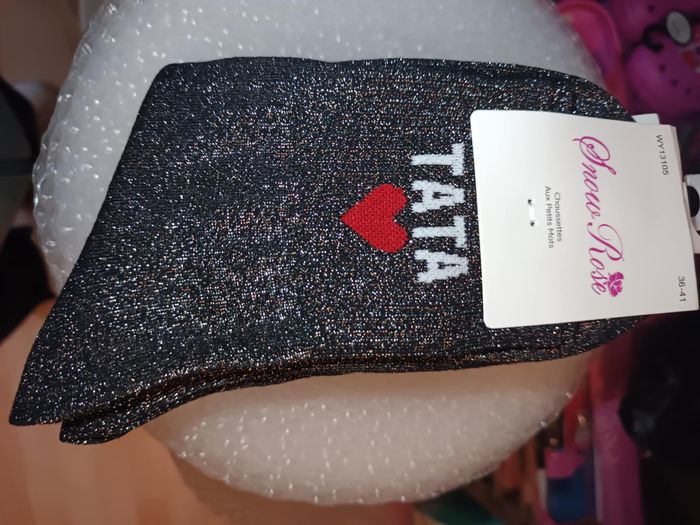 TATA
WY13105
Snow Rose
Chaussettes
Aux Petits Mots
36-41